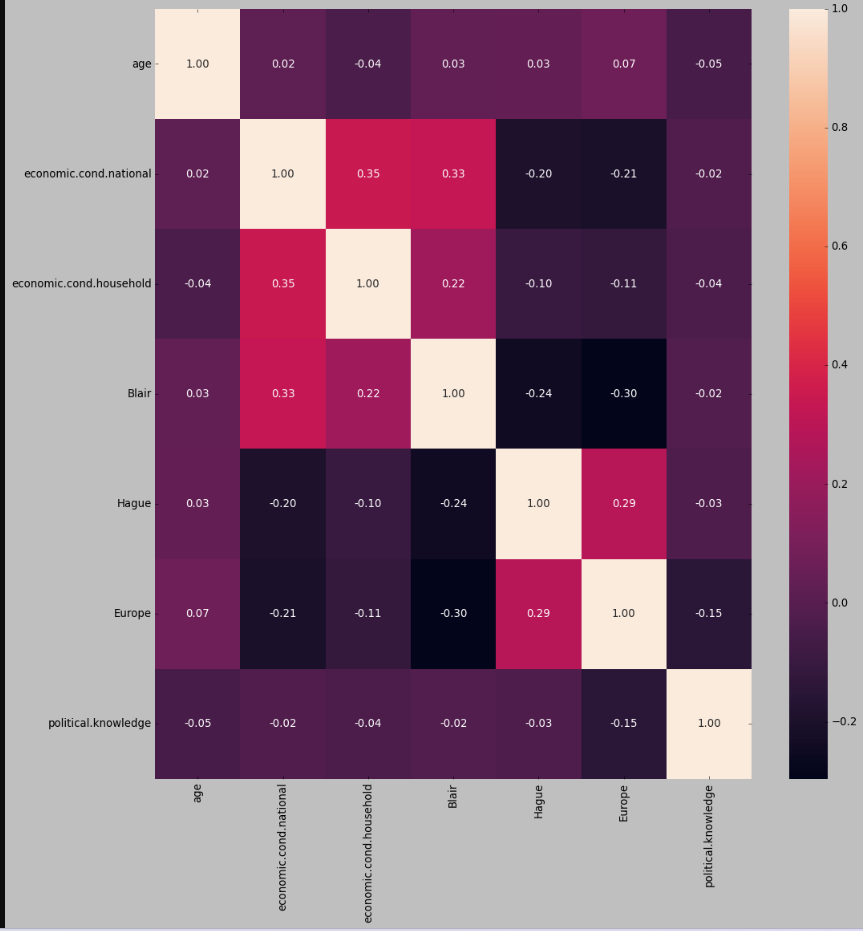 1.0
age 1.00 0.02 -0.04 0.03 0.03 0.07 -0.05
0.8
economic.cond.national 0.02 1.00 0.35 0.33 -0.20 -0.21 -0.02
0.6
economic.cond.household -0.04 0.35 1.00 0.22 -0.10 -0.11 -0.04
0.4
Blair 0.03 0.33 0.22 1.00 -0.24 -0.30 -0.02
0.2
Hague 0.03 -0.20 -0.10 -0.24 1.00 0.29 -0.03
0.0
Europe 0.07 -0.21 -0.11 -0.30 0.29 1.00 -0.15
−0.2
political.knowledge -0.05 -0.02 -0.04 -0.02 -0.03 -0.15 1.00
age
economic.cond.national
economic.cond.household
Blair
Hague
Europe
political.knowledge